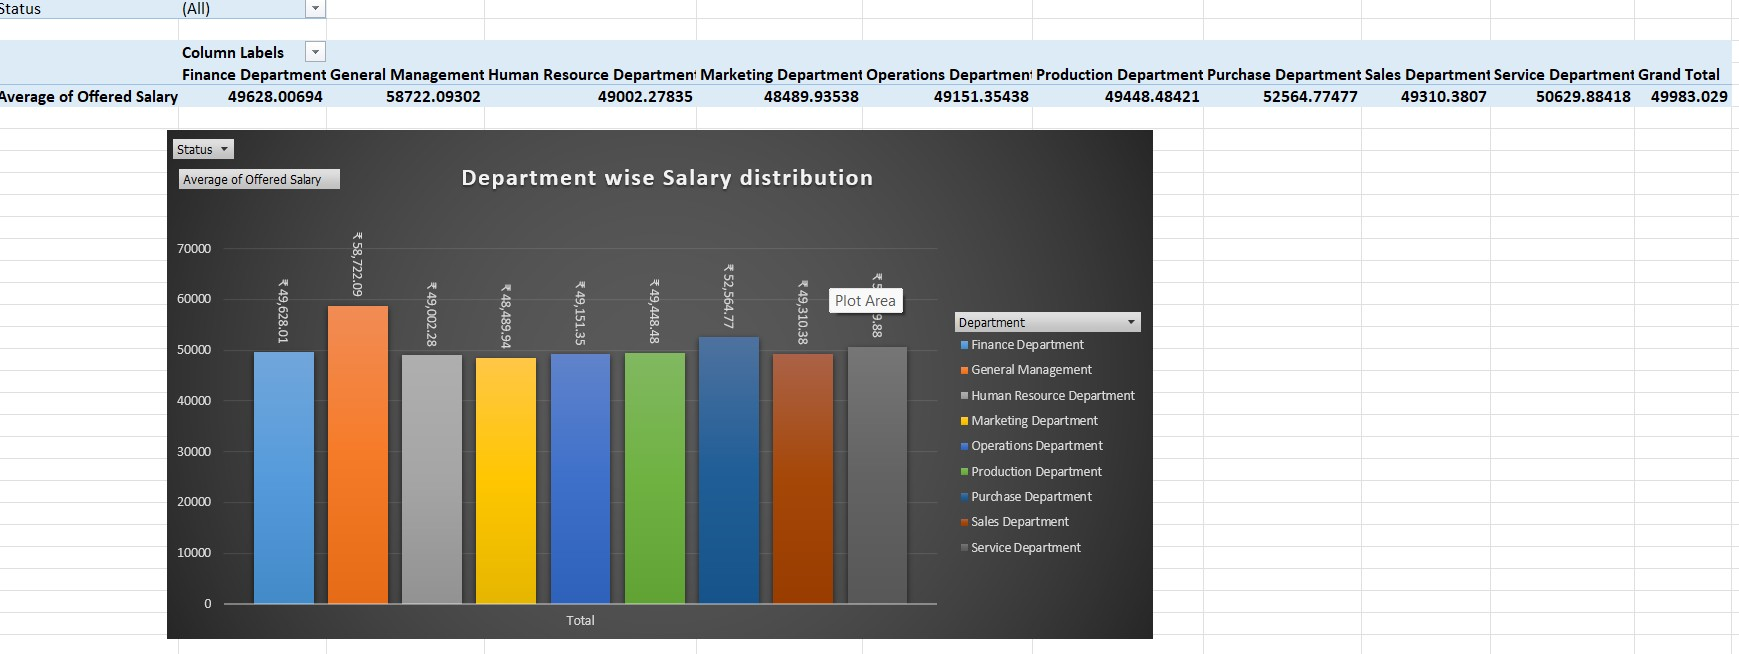 Status (All)
Column Labels
Finance Department General Management Human Resource Departmen Marketing Department Operations Departmen Production Department Purchase Department Sales Department Service Department Grand Total
Average of Offered Salary 49628.00694 58722.09302 49002.27835 48489.93538 49151.35438 49448.48421 52564.77477 49310.3807 50629.88418 49983.029
Status
Average of Offered Salary
Department wise Salary distribution
70000
60000
50000
40000
30000
20000
10000
0
₹ 49,628.01
₹ 58,722.09
₹ 49,002.28
₹ 48,489.94
₹ 49,151.35
₹ 49,448.48
₹ 52,564.77
₹ 49,310.38
₹ 5 9.88
Plot Area
Total
Department
Finance Department
General Management
Human Resource Department
Marketing Department
Operations Department
Production Department
Purchase Department
Sales Department
Service Department